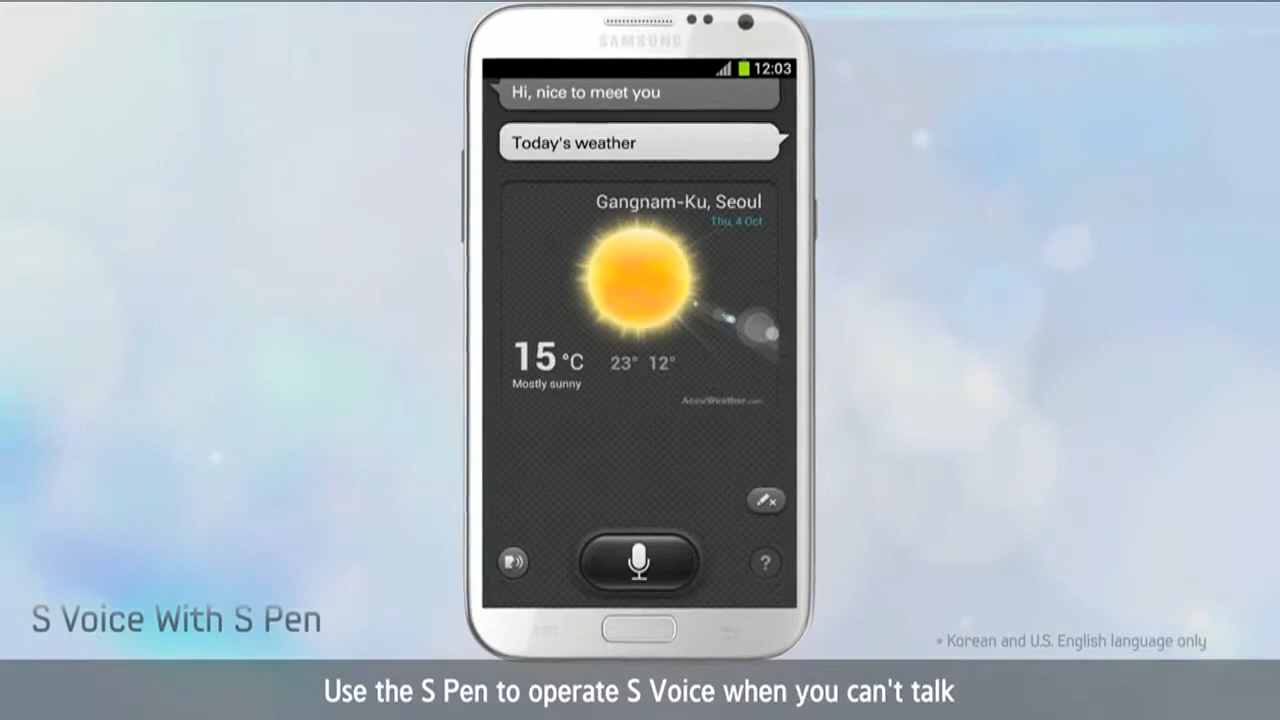 SAMSUNG
12:03
Hi, nice to meet you
Today's weather
Gangnam-Ku, Seoul
Thu, 4 Oct
15 °C
23° 12°
Mostly sunny
AccuWeather.com
?
S Voice With S Pen
* Korean and U.S. English language only
Use the S Pen to operate S Voice when you can't talk